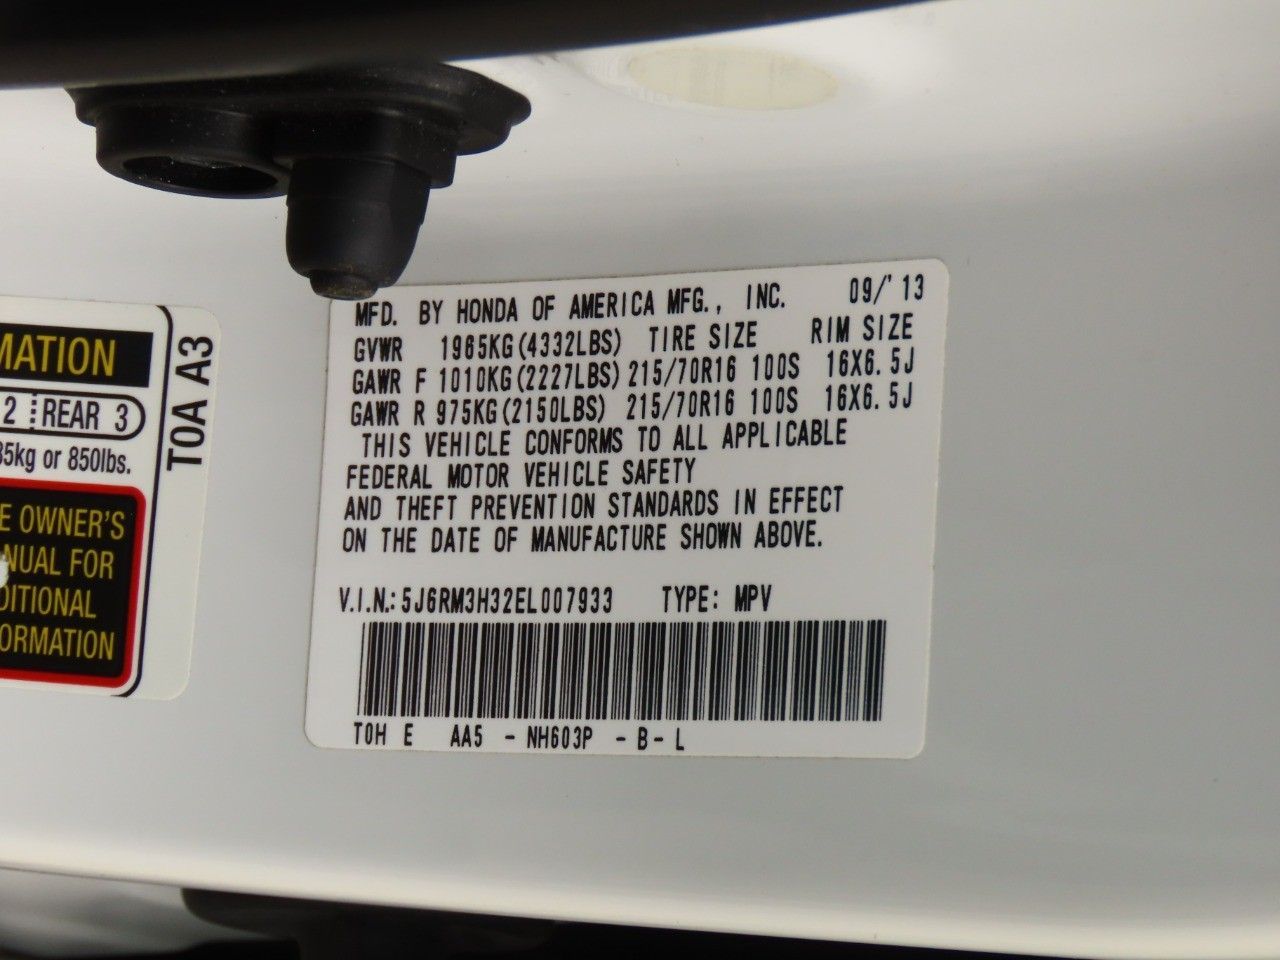 MATION
2 REAR 3
85kg or 850lbs.
E OWNER'S
NUAL FOR
DITIONAL
ORMATION
TOA A3
MFD. BY HONDA OF AMERICA MFG., INC. 09/'13
GVWR 1965KG(4332LBS) TIRE SIZE RIM SIZE
GAWR F 1010KG(2227LBS) 215/70R16 100S 16X6.5J
GAWR R 975KG(2150LBS) 215/70R16 100S 16X6.5J
THIS VEHICLE CONFORMS TO ALL APPLICABLE
FEDERAL MOTOR VEHICLE SAFETY
AND THEFT PREVENTION STANDARDS IN EFFECT
ON THE DATE OF MANUFACTURE SHOWN ABOVE.
V.I.N.: 5J6RM3H32EL007933 TYPE: MPV
T0H E AA5 - NH603P - B - L